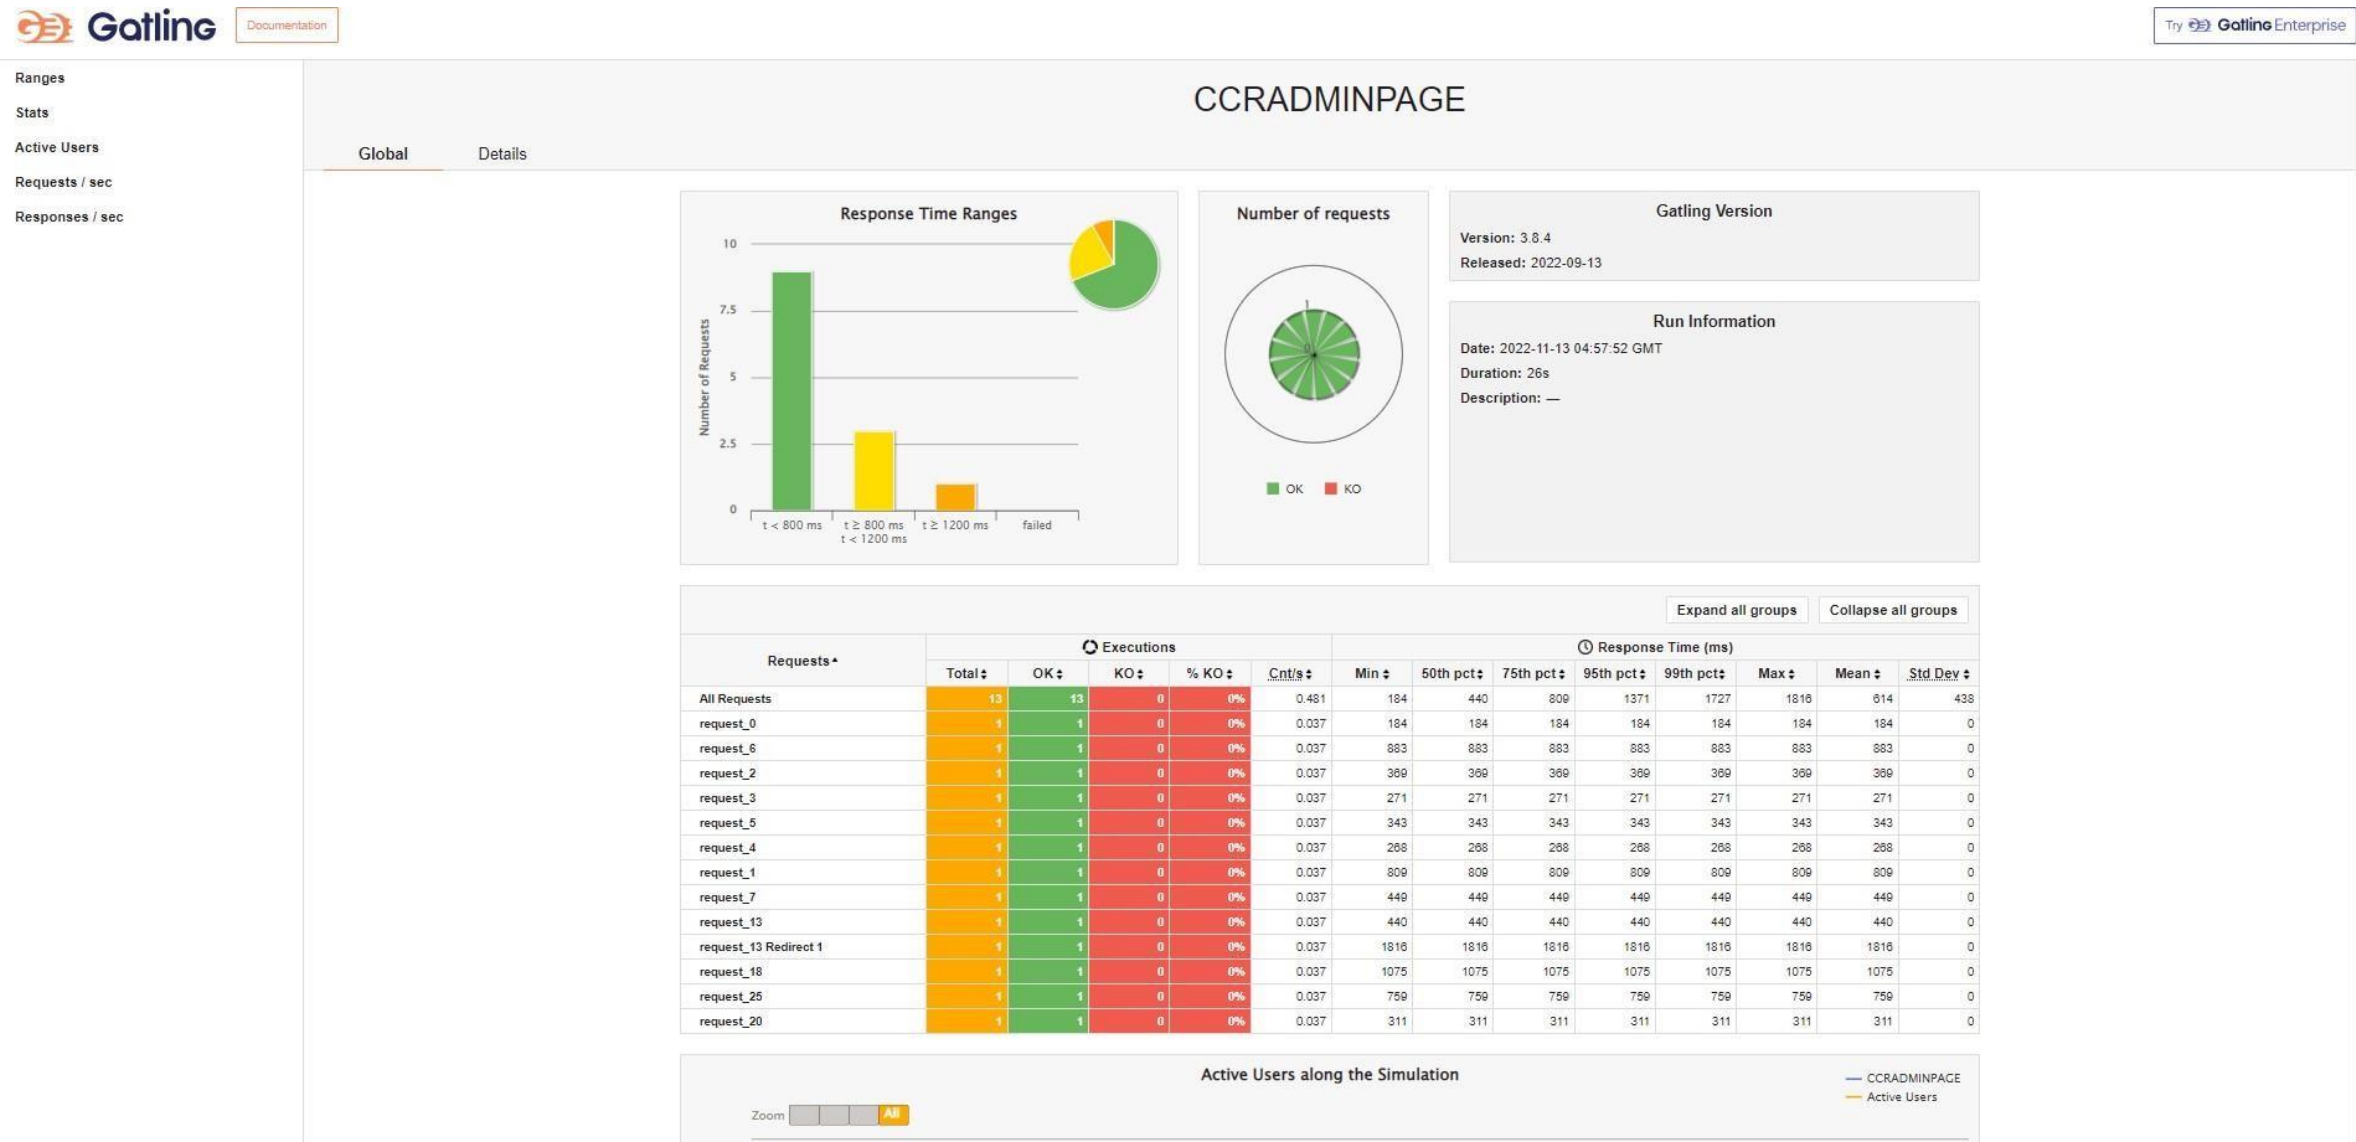 Gatling Documentation Try Gatling Enterprise
Ranges
Stats
Active Users
Requests / sec
Responses / sec
CCRADMINPAGE
Global Details
Response Time Ranges
10
7.5
5
2.5
0
Number of Requests
t < 800 ms
t ≥ 800 ms
t < 1200 ms
t ≥ 1200 ms
failed
Number of requests
1
0
OK KO
Gatling Version
Version: 3.8.4
Released: 2022-09-13
Run Information
Date: 2022-11-13 04:57:52 GMT
Duration: 26s
Description: —
Expand all groups Collapse all groups
Requests Executions Response Time (ms)
Total OK KO % KO Cnt/s Min 50th pct 75th pct 95th pct 99th pct Max Mean Std Dev
All Requests 13 13 0 0% 0.481 184 440 809 1371 1727 1816 614 438
request_0 1 1 0 0% 0.037 184 184 184 184 184 184 184 0
request_6 1 1 0 0% 0.037 883 883 883 883 883 883 883 0
request_2 1 1 0 0% 0.037 369 369 369 369 369 369 369 0
request_3 1 1 0 0% 0.037 271 271 271 271 271 271 271 0
request_5 1 1 0 0% 0.037 343 343 343 343 343 343 343 0
request_4 1 1 0 0% 0.037 268 268 268 268 268 268 268 0
request_1 1 1 0 0% 0.037 809 809 809 809 809 809 809 0
request_7 1 1 0 0% 0.037 449 449 449 449 449 449 449 0
request_13 1 1 0 0% 0.037 440 440 440 440 440 440 440 0
request_13 Redirect 1 1 1 0 0% 0.037 1816 1816 1816 1816 1816 1816 1816 0
request_18 1 1 0 0% 0.037 1075 1075 1075 1075 1075 1075 1075 0
request_25 1 1 0 0% 0.037 759 759 759 759 759 759 759 0
request_20 1 1 0 0% 0.037 311 311 311 311 311 311 311 0
Active Users along the Simulation
CCRADMINPAGE
Active Users
Zoom All